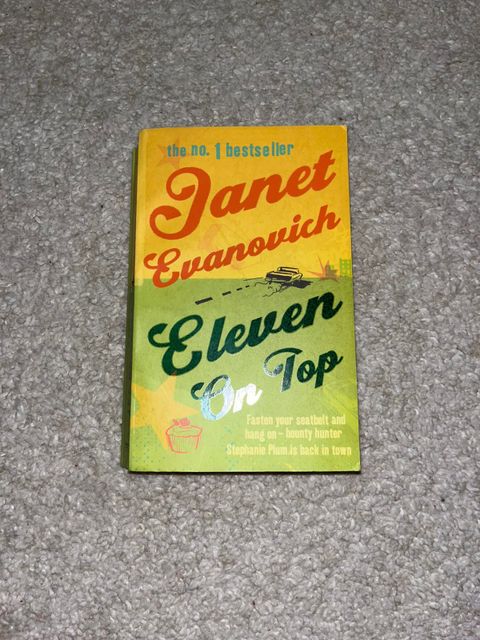 the no. 1 bestseller
Janet
Evanovich
Eleven
On Top
Fasten your seatbelt and
hang on – bounty hunter
Stephanie Plum is back in town